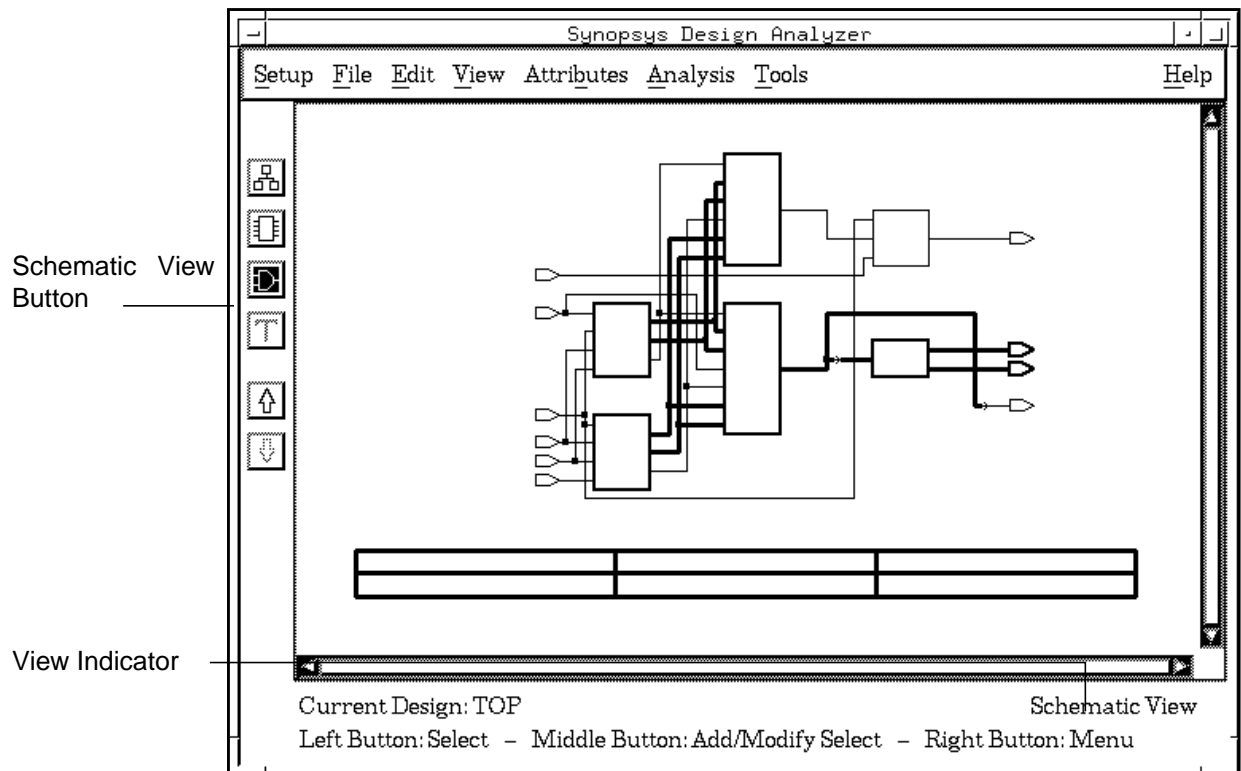 Synopsys Design Analyzer
Setup File Edit View Attributes Analysis Tools Help
Schematic View
Button
T
View Indicator
Current Design: TOP Schematic View
Left Button: Select – Middle Button: Add/Modify Select – Right Button: Menu